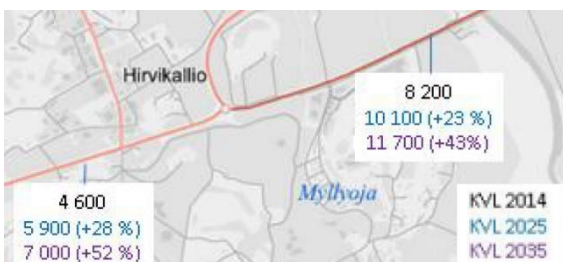 Hirvikallio
8 200
10 100 (+23 %)
11 700 (+43%)
4 600
5 900 (+28 %)
7 000 (+52 %)
Myllyoja
KVL 2014
KVL 2025
KVL 2035